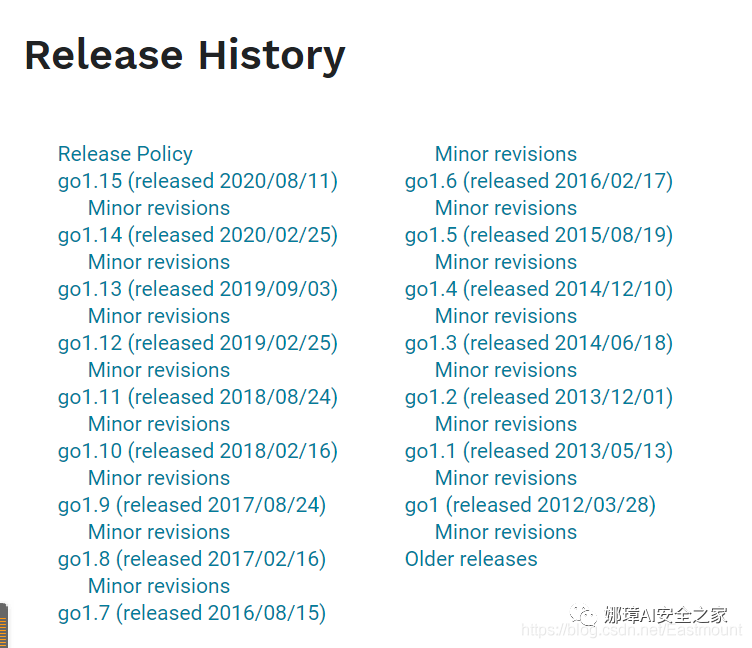 Release History
Release Policy
go1.15 (released 2020/08/11)
Minor revisions
go1.14 (released 2020/02/25)
Minor revisions
go1.13 (released 2019/09/03)
Minor revisions
go1.12 (released 2019/02/25)
Minor revisions
go1.11 (released 2018/08/24)
Minor revisions
go1.10 (released 2018/02/16)
Minor revisions
go1.9 (released 2017/08/24)
Minor revisions
go1.8 (released 2017/02/16)
Minor revisions
go1.7 (released 2016/08/15)
Minor revisions
go1.6 (released 2016/02/17)
Minor revisions
go1.5 (released 2015/08/19)
Minor revisions
go1.4 (released 2014/12/10)
Minor revisions
go1.3 (released 2014/06/18)
Minor revisions
go1.2 (released 2013/12/01)
Minor revisions
go1.1 (released 2013/05/13)
Minor revisions
go1 (released 2012/03/28)
Minor revisions
Older releases
娜璋AI安全之家
https://blog.csdn.net/Eastmount